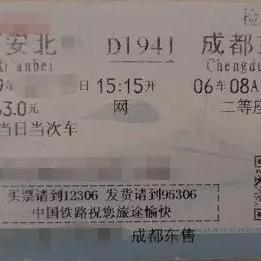 安北 D1941 成都
anbei Chengdu
日 15:15开 06车08A
3.0元 网 二等座
当日当次车
买票请到12306 发货请到95306
中国铁路祝您旅途愉快
成都东售